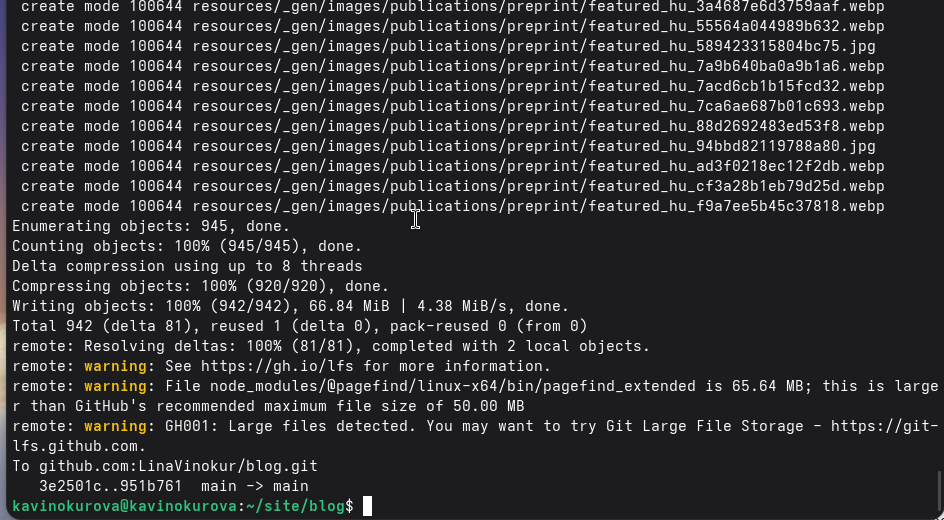 create mode 100644 resources/_gen/images/publications/preprint/featured_hu_3a4687e6d3759aaf.webp
create mode 100644 resources/_gen/images/publications/preprint/featured_hu_55564a044989b632.webp
create mode 100644 resources/_gen/images/publications/preprint/featured_hu_589423315804bc75.jpg
create mode 100644 resources/_gen/images/publications/preprint/featured_hu_7a9b640ba0a9b1a6.webp
create mode 100644 resources/_gen/images/publications/preprint/featured_hu_7acd6cb1b15fcd32.webp
create mode 100644 resources/_gen/images/publications/preprint/featured_hu_7ca6ae687b01c693.webp
create mode 100644 resources/_gen/images/publications/preprint/featured_hu_88d2692483ed53f8.webp
create mode 100644 resources/_gen/images/publications/preprint/featured_hu_94bbd82119788a80.jpg
create mode 100644 resources/_gen/images/publications/preprint/featured_hu_ad3f0218ec12f2db.webp
create mode 100644 resources/_gen/images/publications/preprint/featured_hu_cf3a28b1eb79d25d.webp
create mode 100644 resources/_gen/images/publications/preprint/featured_hu_f9a7ee5b45c37818.webp
Enumerating objects: 945, done.
Counting objects: 100% (945/945), done.
Delta compression using up to 8 threads
Compressing objects: 100% (920/920), done.
Writing objects: 100% (942/942), 66.84 MiB | 4.38 MiB/s, done.
Total 942 (delta 81), reused 1 (delta 0), pack-reused 0 (from 0)
remote: Resolving deltas: 100% (81/81), completed with 2 local objects.
remote: warning: See https://gh.io/lfs for more information.
remote: warning: File node_modules/@pagefind/linux-x64/bin/pagefind_extended is 65.64 MB; this is large
r than GitHub's recommended maximum file size of 50.00 MB
remote: warning: GH001: Large files detected. You may want to try Git Large File Storage - https://git-
lfs.github.com.
To github.com:LinaVinokur/blog.git
   3e2501c..951b761  main -> main
kavinokurova@kavinokurova:~/site/blog$